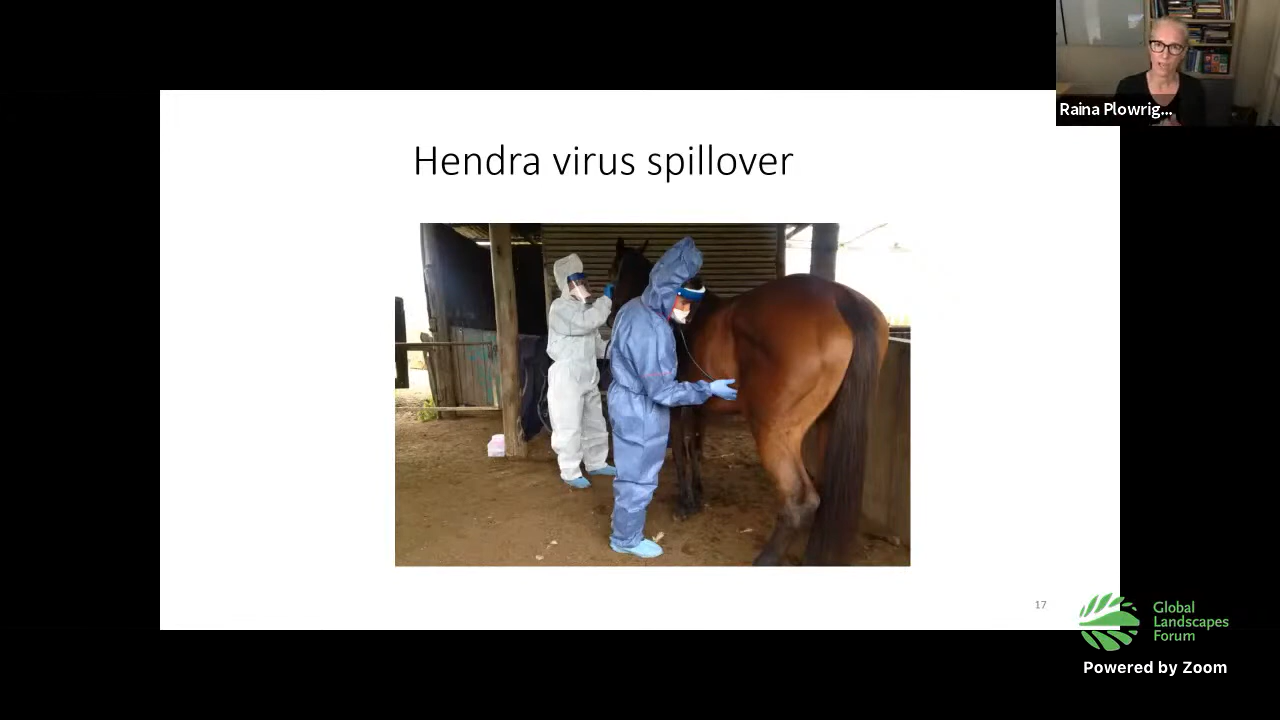 Raina Plowrig...
Hendra virus spillover
17
Global
Landscapes
Forum
Powered by Zoom